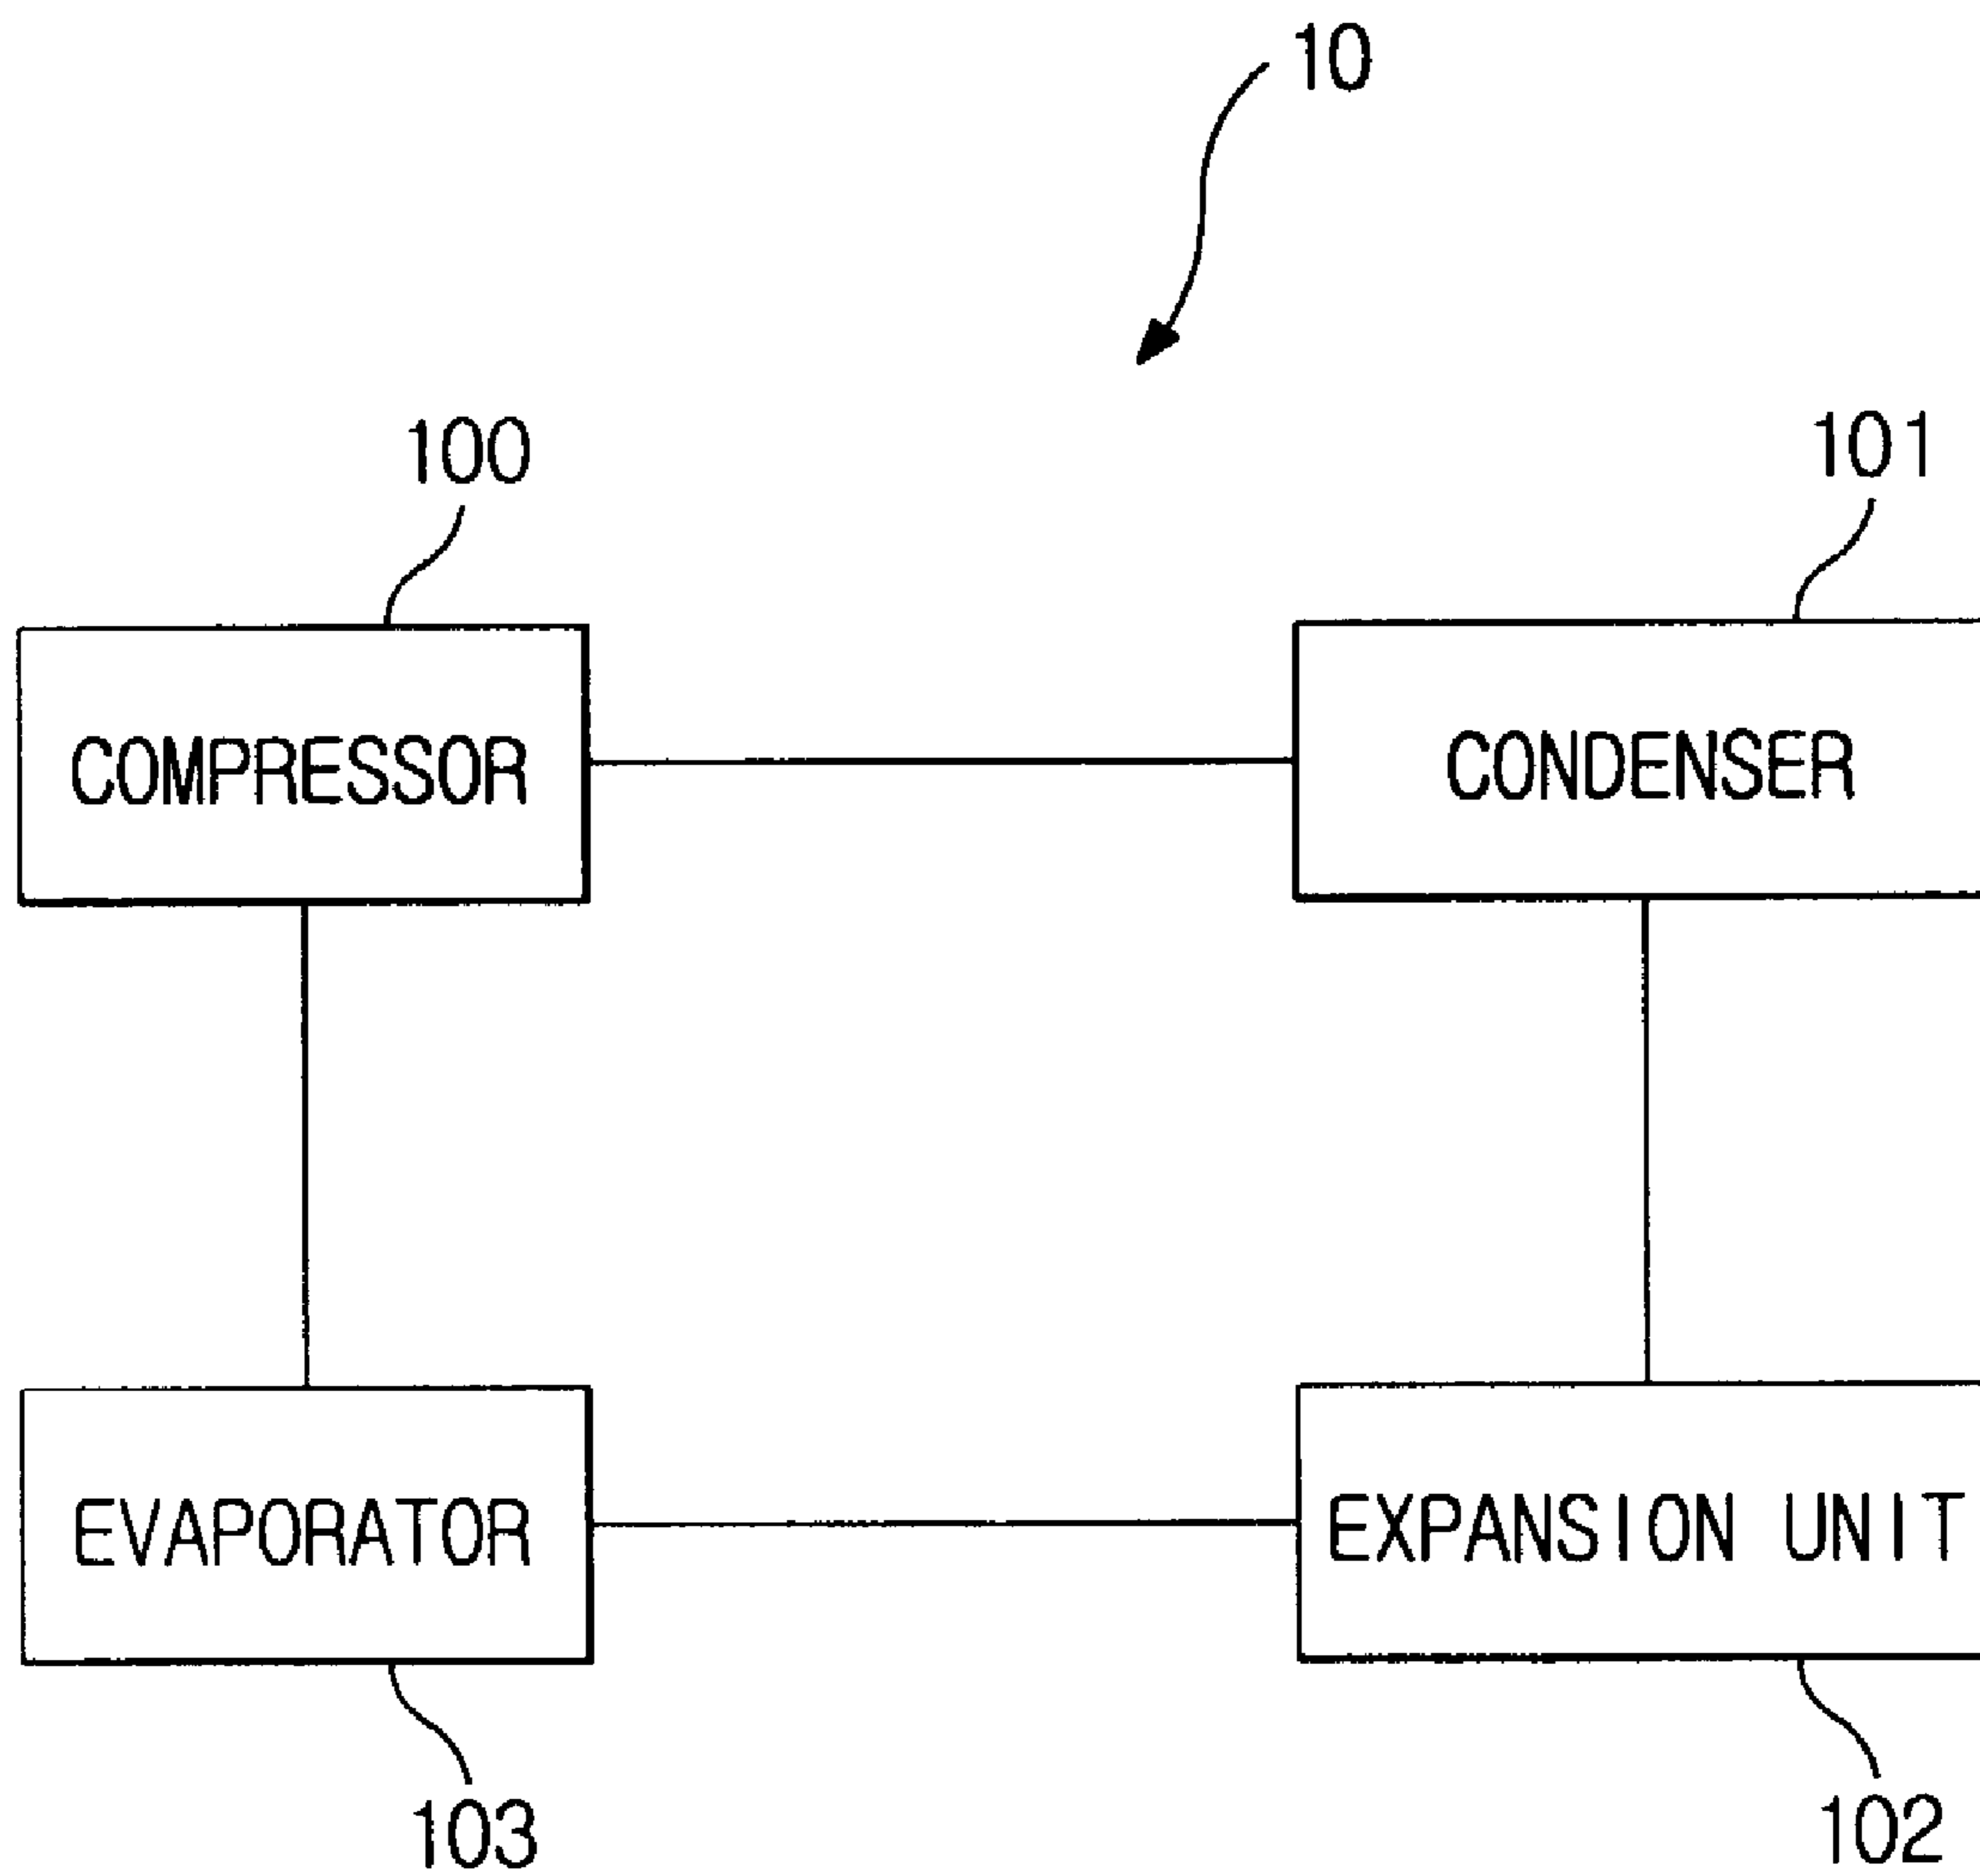 10
100
101
COMPRESSOR
CONDENSER
EVAPORATOR
EXPANSION UNIT
103
102